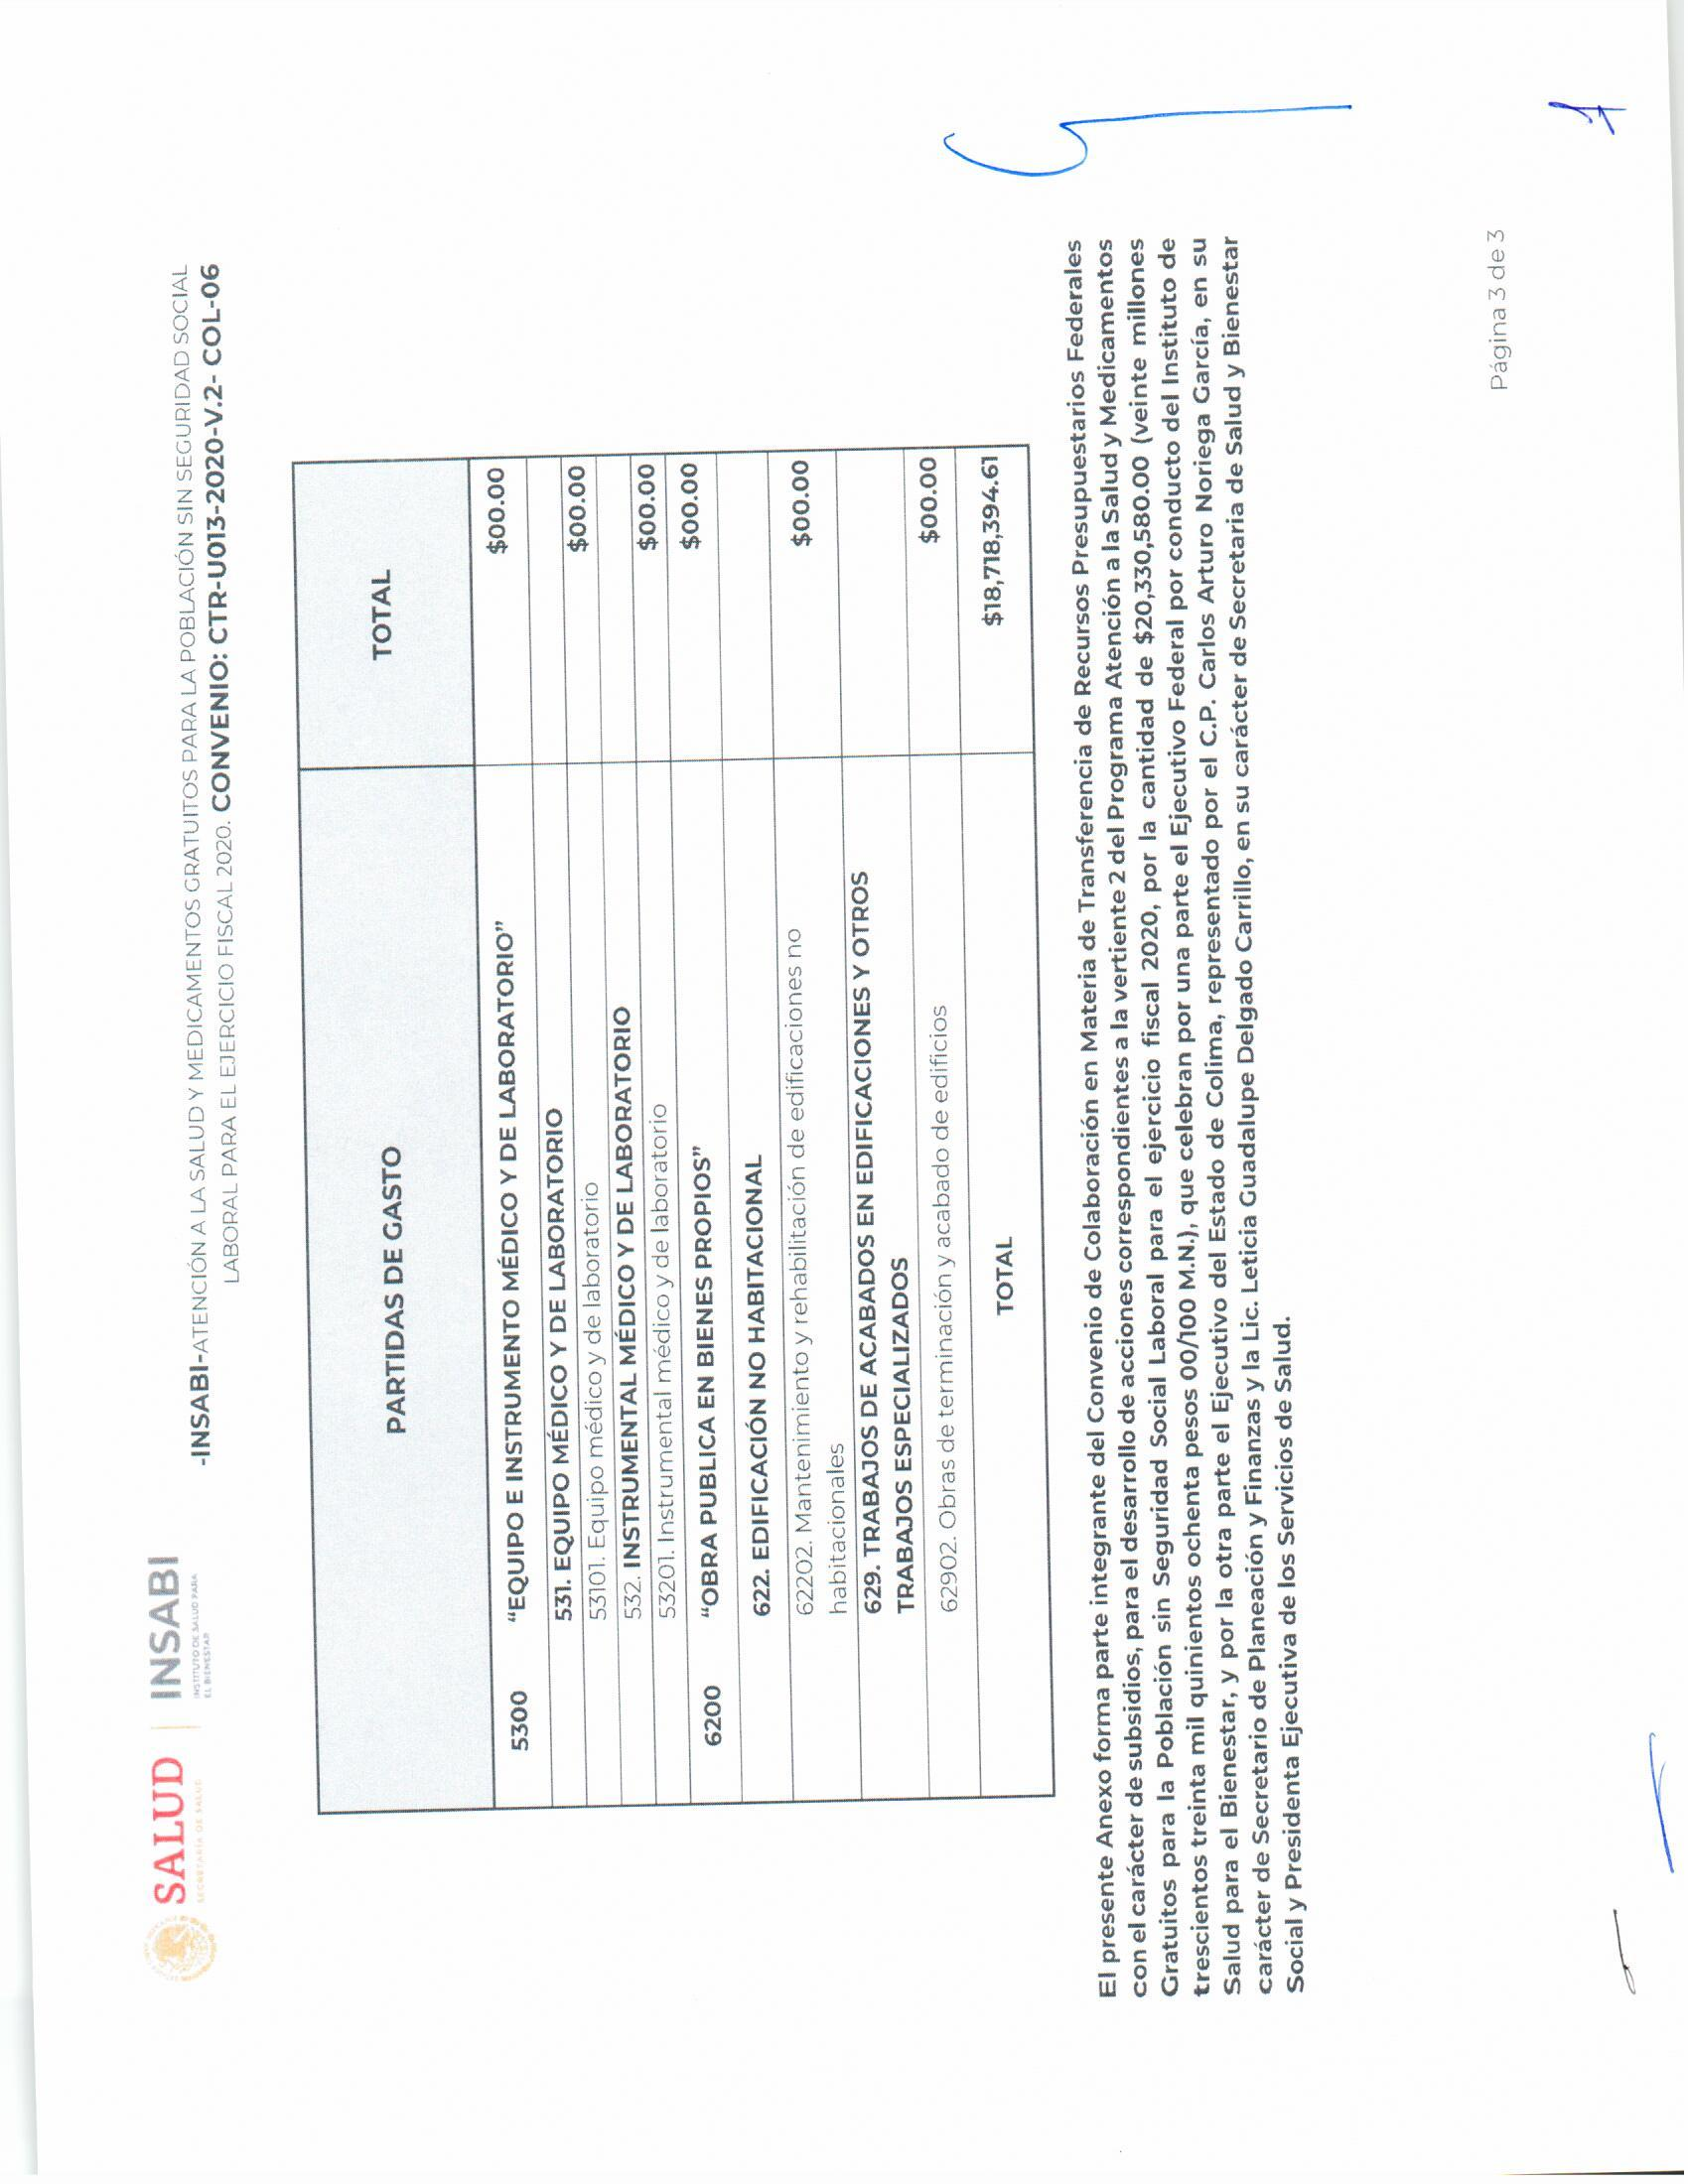 SALUD
SECRETARÍA DE SALUD
INSABI
INSTITUTO DE SALUD PARA
EL BIENESTAR
-INSABI-ATENCIÓN A LA SALUD Y MEDICAMENTOS GRATUITOS PARA LA POBLACIÓN SIN SEGURIDAD SOCIAL
LABORAL PARA EL EJERCICIO FISCAL 2020. CONVENIO: CTR-U013-2020-V.2- COL-06
PARTIDAS DE GASTO TOTAL
5300 “EQUIPO E INSTRUMENTO MÉDICO Y DE LABORATORIO” $00.00
531. EQUIPO MÉDICO Y DE LABORATORIO
53101. Equipo médico y de laboratorio $00.00
532. INSTRUMENTAL MÉDICO Y DE LABORATORIO
53201. Instrumental médico y de laboratorio $00.00
6200 “OBRA PUBLICA EN BIENES PROPIOS” $00.00
622. EDIFICACIÓN NO HABITACIONAL
62202. Mantenimiento y rehabilitación de edificaciones no $00.00
habitacionales
629. TRABAJOS DE ACABADOS EN EDIFICACIONES Y OTROS
TRABAJOS ESPECIALIZADOS
62902. Obras de terminación y acabado de edificios $00.00
TOTAL $18,718,394.61
El presente Anexo forma parte integrante del Convenio de Colaboración en Materia de Transferencia de Recursos Presupuestarios Federales
con el carácter de subsidios, para el desarrollo de acciones correspondientes a la vertiente 2 del Programa Atención a la Salud y Medicamentos
Gratuitos para la Población sin Seguridad Social Laboral para el ejercicio fiscal 2020, por la cantidad de $20,330,580.00 (veinte millones
trescientos treinta mil quinientos ochenta pesos 00/100 M.N.), que celebran por una parte el Ejecutivo Federal por conducto del Instituto de
Salud para el Bienestar, y por la otra parte el Ejecutivo del Estado de Colima, representado por el C.P. Carlos Arturo Noriega García, en su
carácter de Secretario de Planeación y Finanzas y la Lic. Leticia Guadalupe Delgado Carrillo, en su carácter de Secretaria de Salud y Bienestar
Social y Presidenta Ejecutiva de los Servicios de Salud.
Página 3 de 3